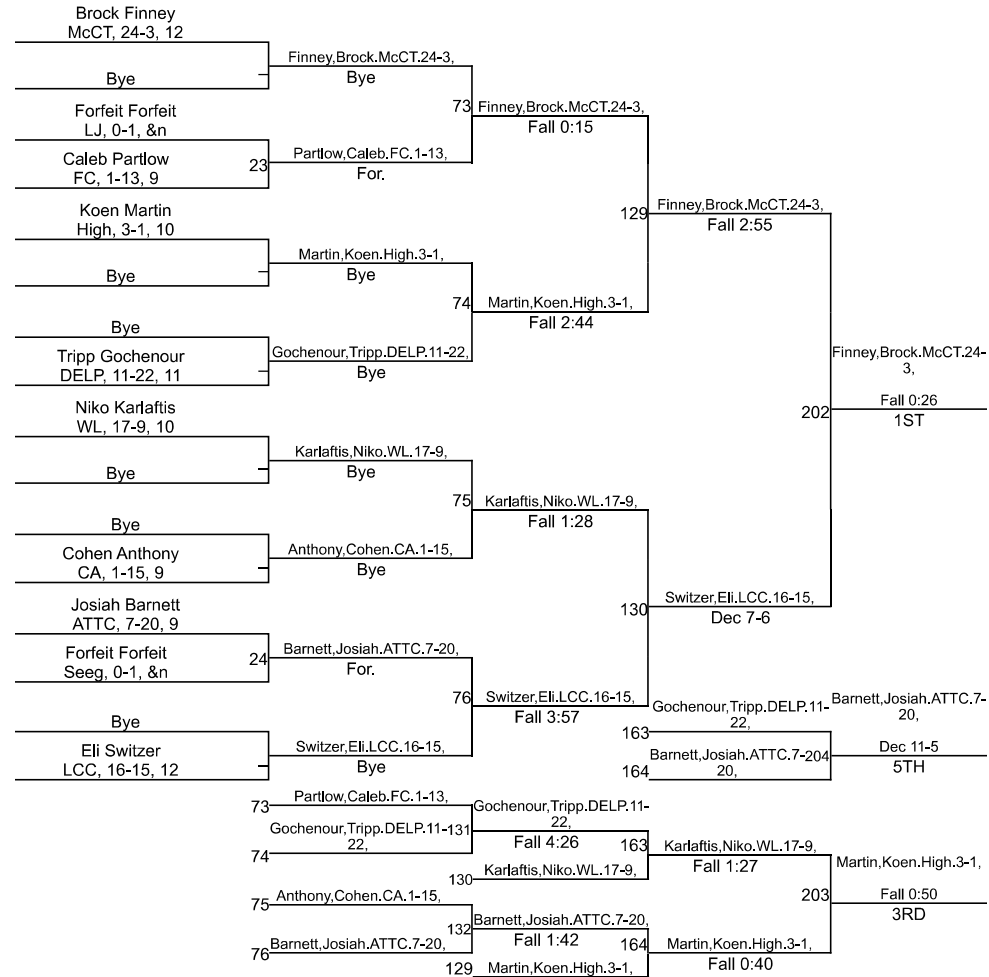 Brock Finney
McCT, 24-3, 12
Finney,Brock.McCT.24-3,
Bye
Bye
73
Finney,Brock.McCT.24-3,
Fall 0:15
Forfeit Forfeit
LJ, 0-1, &n
23
Partlow,Caleb.FC.1-13,
For.
Caleb Partlow
FC, 1-13, 9
129
Finney,Brock.McCT.24-3,
Fall 2:55
Koen Martin
High, 3-1, 10
Martin,Koen.High.3-1,
Bye
Bye
74
Martin,Koen.High.3-1,
Fall 2:44
Bye
Gochenour,Tripp.DELP.11-22,
Bye
Tripp Gochenour
DELP, 11-22, 11
Finney,Brock.McCT.24-
3,
202
Fall 0:26
1ST
Niko Karlaftis
WL, 17-9, 10
Karlaftis,Niko.WL.17-9,
Bye
Bye
75
Karlaftis,Niko.WL.17-9,
Fall 1:28
Bye
Anthony,Cohen.CA.1-15,
Bye
Cohen Anthony
CA, 1-15, 9
130
Switzer,Eli.LCC.16-15,
Dec 7-6
Josiah Barnett
ATTC, 7-20, 9
24
Barnett,Josiah.ATTC.7-20,
For.
Forfeit Forfeit
Seeg, 0-1, &n
76
Switzer,Eli.LCC.16-15,
Fall 3:57
Bye
Switzer,Eli.LCC.16-15,
Bye
Eli Switzer
LCC, 16-15, 12
Gochenour,Tripp.DELP.11-
22,
163
Barnett,Josiah.ATTC.7-
20,
164
204
Barnett,Josiah.ATTC.7-
20,
Dec 11-5
5TH
73
Partlow,Caleb.FC.1-13,
74
Gochenour,Tripp.DELP.11-
22,
131
Gochenour,Tripp.DELP.11-
22,
Fall 4:26
163
130
Karlaftis,Niko.WL.17-9,
Karlaftis,Niko.WL.17-9,
Fall 1:27
75
Anthony,Cohen.CA.1-15,
76
Barnett,Josiah.ATTC.7-20,
132
Barnett,Josiah.ATTC.7-20,
Fall 1:42
164
129
Martin,Koen.High.3-1,
Martin,Koen.High.3-1,
Fall 0:40
203
Martin,Koen.High.3-1,
Fall 0:50
3RD